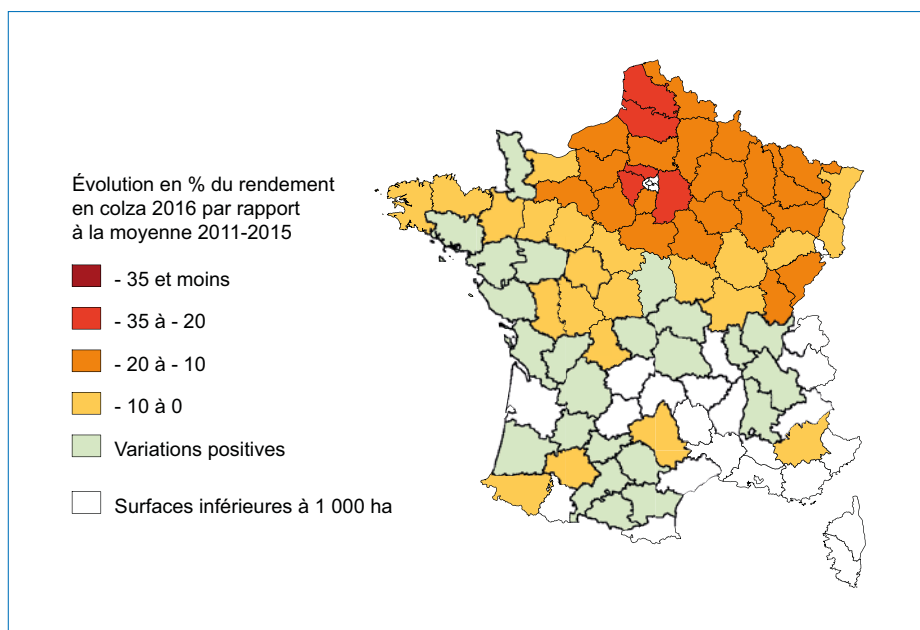 Évolution en % du rendement
en colza 2016 par rapport
à la moyenne 2011-2015
- 35 et moins
- 35 à - 20
- 20 à - 10
- 10 à 0
Variations positives
Surfaces inférieures à 1 000 ha